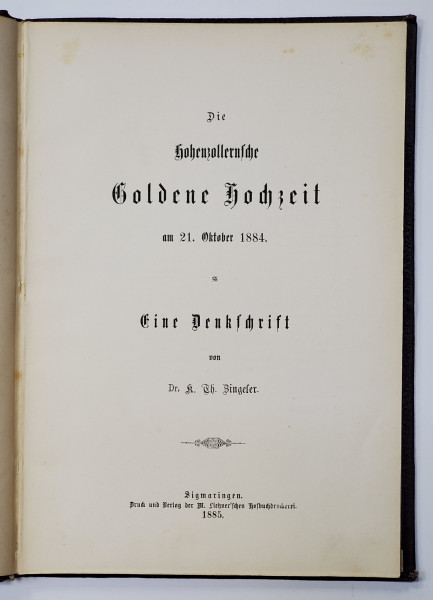 Die
Hohenzollernsche
Goldene Hochzeit
am 21. Oktober 1884.
Eine Denkschrift
von
Dr. K. Th. Zingeler.
Sigmaringen.
Druck und Verlag der M. Liehner'schen Hofbuchdruckerei.
1885.